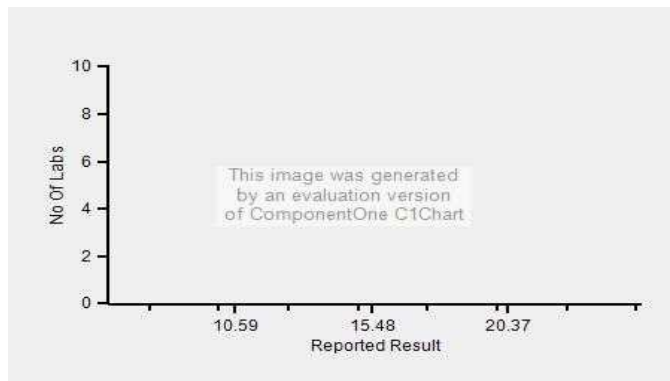 10
8
6
4
2
0
No Of Labs
This image was generated
by an evaluation version
of ComponentOne C1Chart
10.59 15.48 20.37
Reported Result